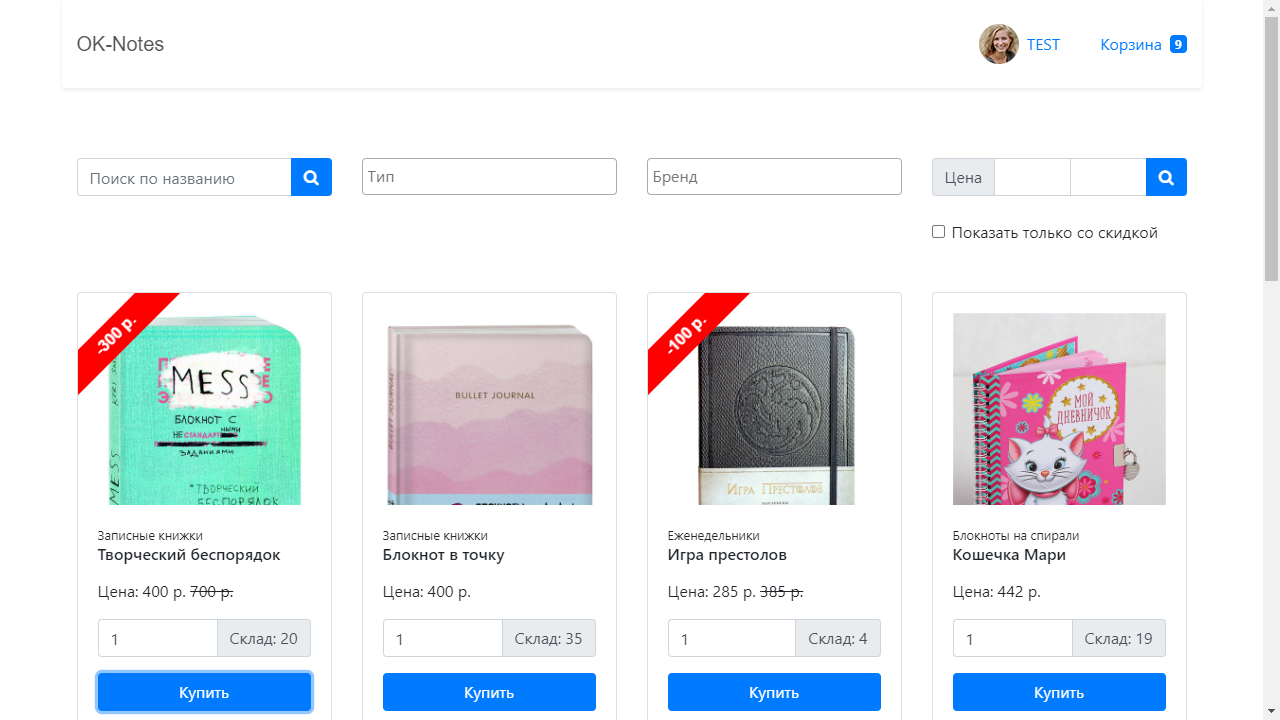 OK-Notes
TEST
Корзина 9
Поиск по названию
Тип
Бренд
Цена
Показать только со скидкой
-300 р.
MESS
БЛОКНОТ С
НЕСТАНДАРТНЫМИ
ЗАДАНИЯМИ
MESS
*ТВОРЧЕСКИЙ
БЕСПОРЯДОК
BULLET JOURNAL
-100 р.
ИГРА ПРЕСТОЛОВ
МОЙ
ДНЕВНИЧОК
Записные книжки
Творческий беспорядок
Цена: 400 р. 700 р.
1
Склад: 20
Купить
Записные книжки
Блокнот в точку
Цена: 400 р.
1
Склад: 35
Купить
Еженедельники
Игра престолов
Цена: 285 р. 385 р.
1
Склад: 4
Купить
Блокноты на спирали
Кошечка Мари
Цена: 442 р.
1
Склад: 19
Купить